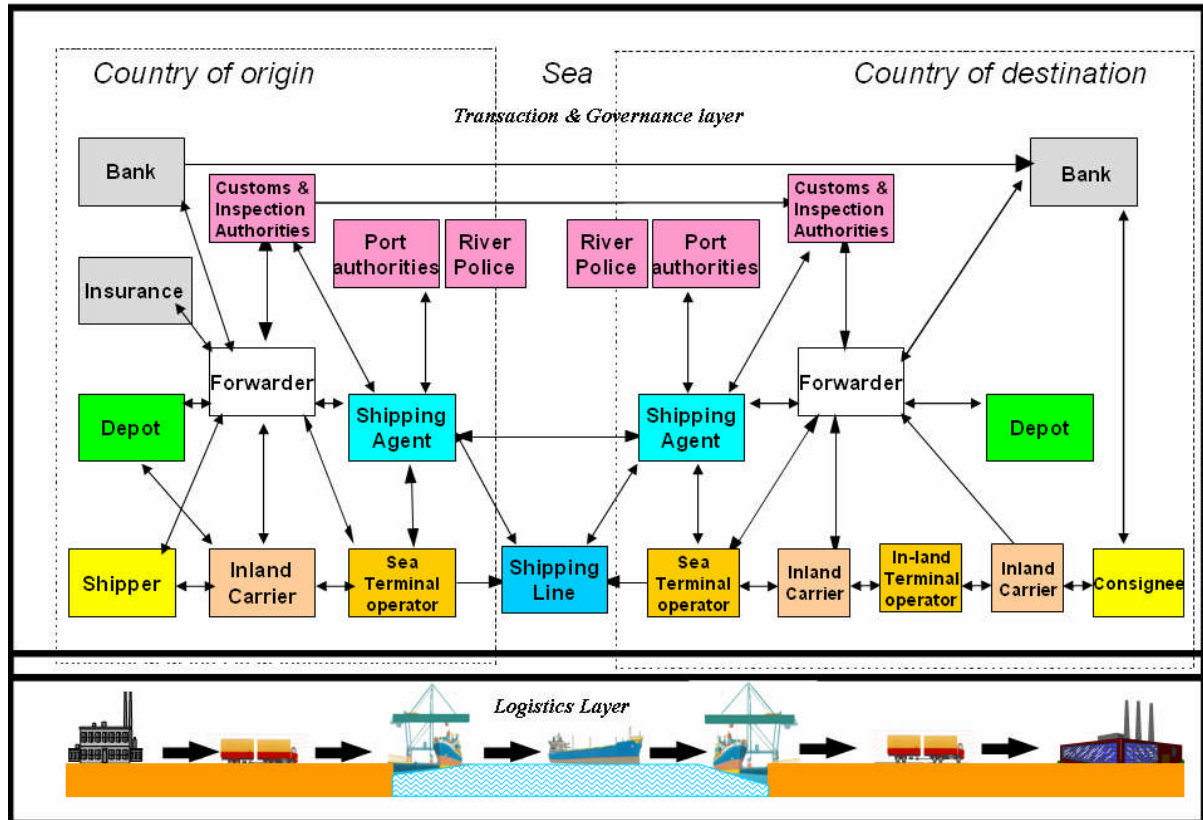 Country of origin
Sea
Country of destination
Transaction & Governance layer
Bank
Customs &
Inspection
Authorities
Port
authorities
River
Police
River
Police
Port
authorities
Customs &
Inspection
Authorities
Bank
Insurance
Forwarder
Forwarder
Depot
Shipping
Agent
Shipping
Agent
Depot
Shipper
Inland
Carrier
Sea
Terminal
operator
Shipping
Line
Sea
Terminal
operator
Inland
Carrier
In-land
Terminal
operator
Inland
Carrier
Consignee
Logistics Layer